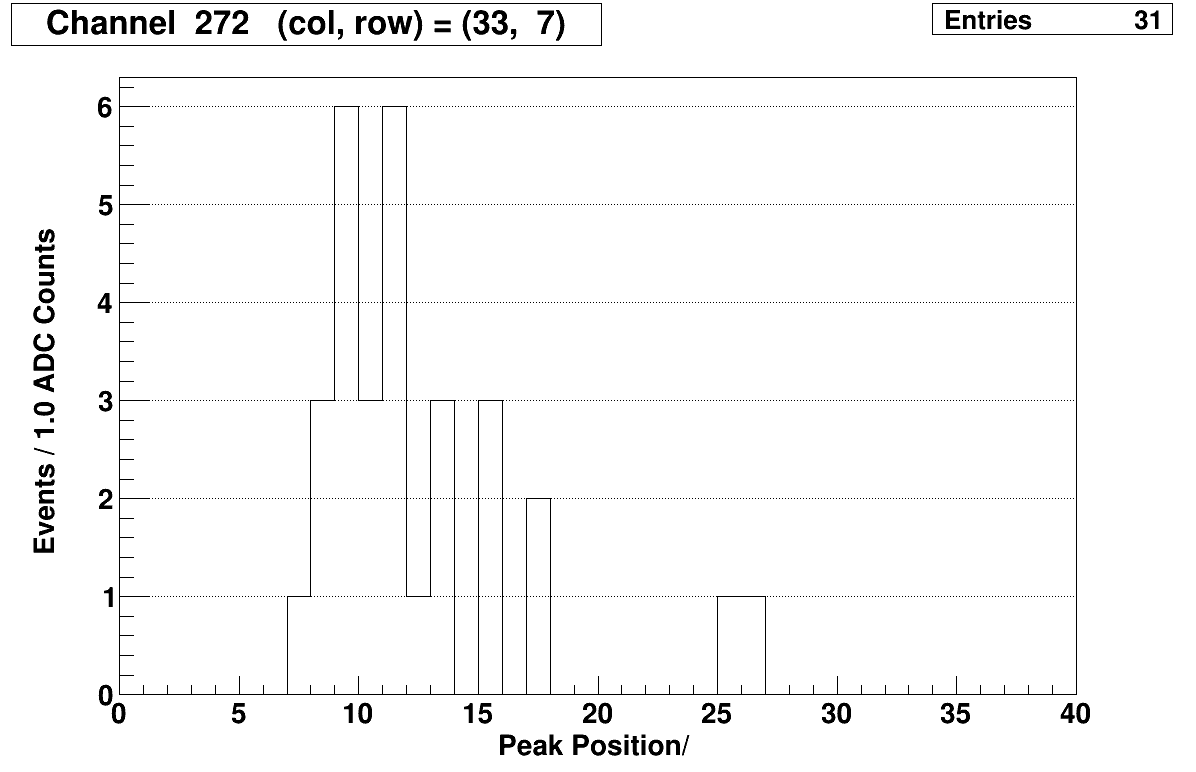 Channel 272 (col, row) = (33, 7)
Entries 31
Events / 1.0 ADC Counts
6
5
4
3
2
1
0
0 5 10 15 20 25 30 35 40
Peak Position/